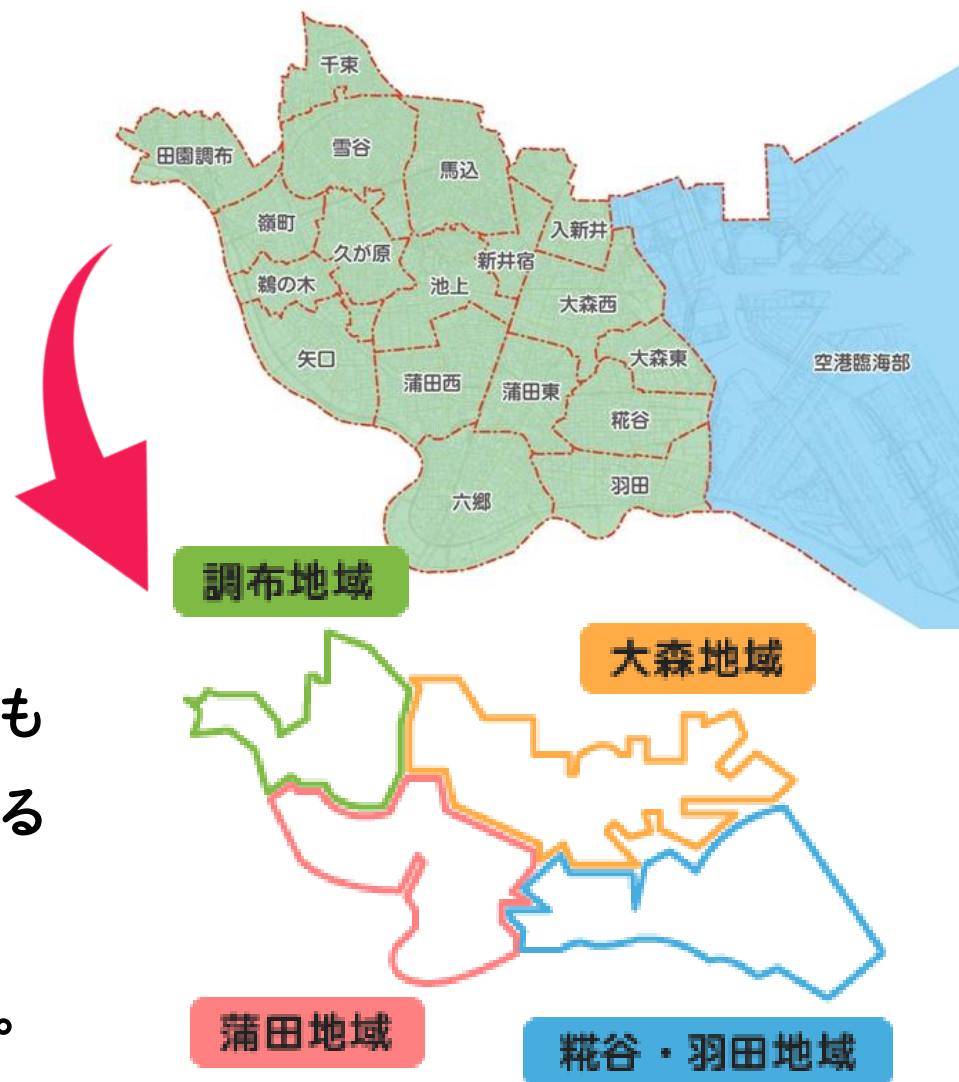 千束
雪谷
田園調布
馬込
嶺町
入新井
久が原
新井宿
鵜の木
池上
大森西
矢口
大森東
空港臨海部
蒲田西
蒲田東
糀谷
六郷
羽田
調布地域
大森地域
も
る
。
蒲田地域
糀谷・羽田地域